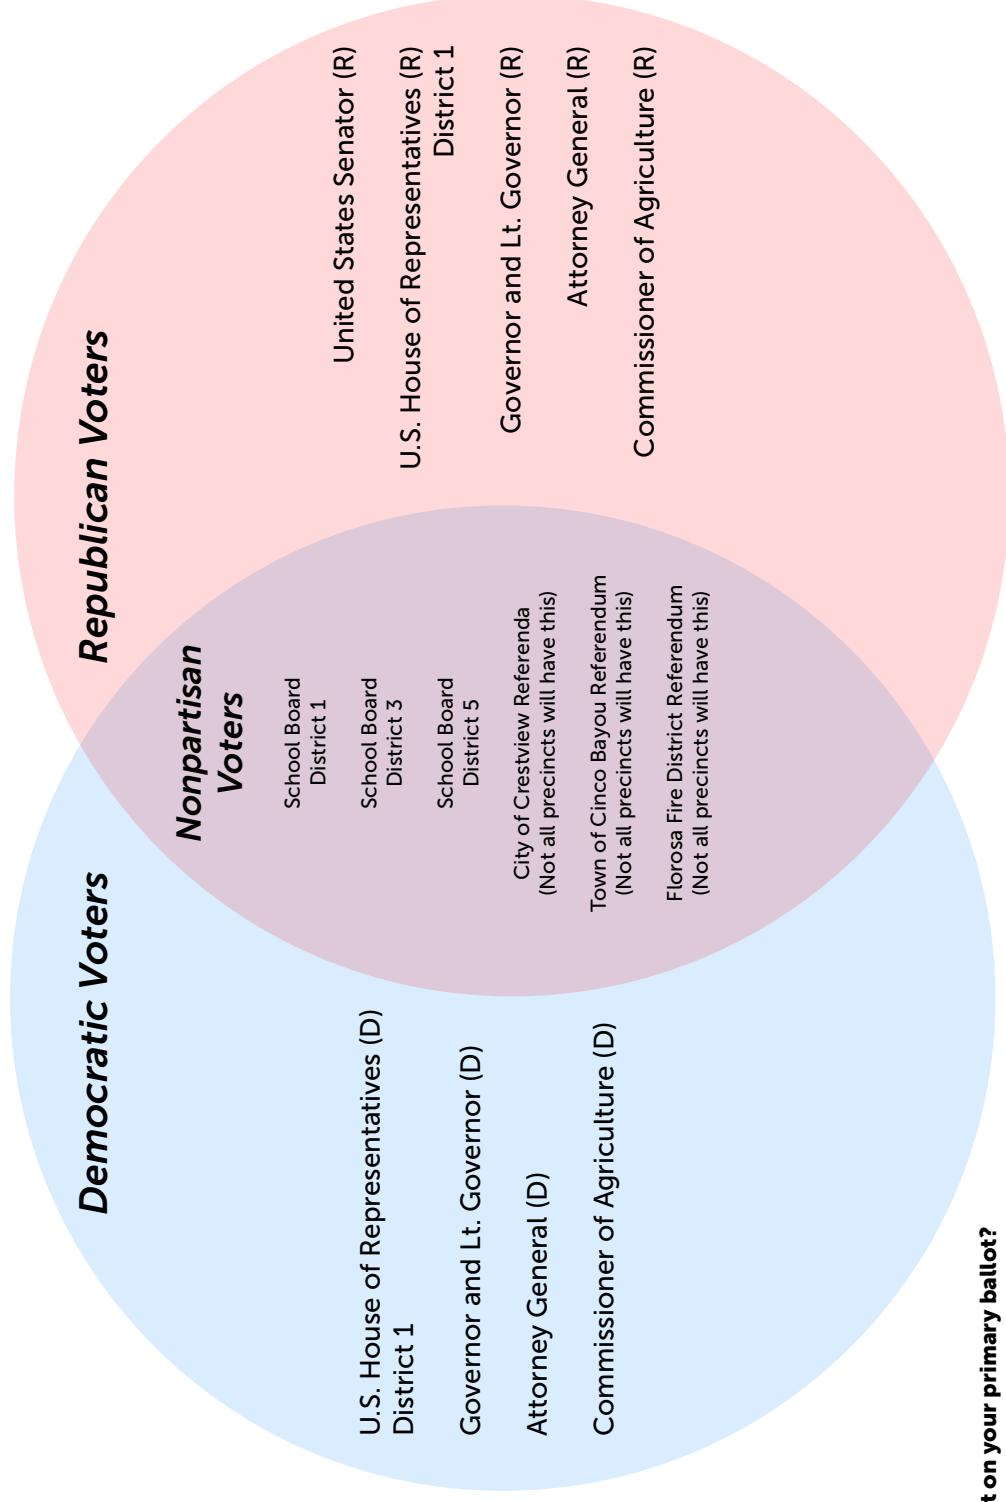 Democratic Voters
U.S. House of Representatives (D)
District 1
Governor and Lt. Governor (D)
Attorney General (D)
Commissioner of Agriculture (D)
Nonpartisan
Voters
School Board
District 1
School Board
District 3
School Board
District 5
City of Crestview Referenda
(Not all precincts will have this)
Town of Cinco Bayou Referendum
(Not all precincts will have this)
Florosa Fire District Referendum
(Not all precincts will have this)
Republican Voters
United States Senator (R)
U.S. House of Representatives (R)
District 1
Governor and Lt. Governor (R)
Attorney General (R)
Commissioner of Agriculture (R)
on your primary ballot?